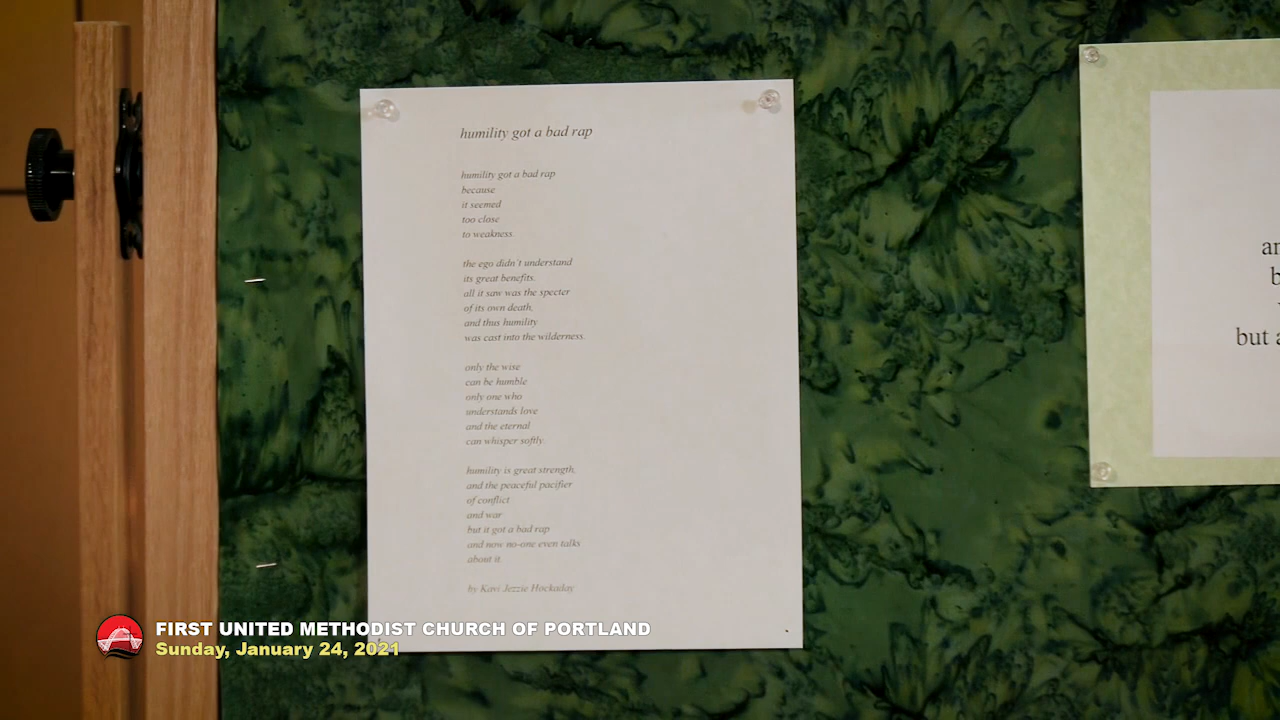 humility got a bad rap
humility got a bad rap
because
it seemed
too close
to weakness.
the ego didn't understand
its great benefits.
all it saw was the specter
of its own death,
and thus humility
was cast into the wilderness.
only the wise
can be humble
only one who
understands love
and the eternal
can whisper softly.
humility is great strength,
and the peaceful pacifier
of conflict
and war
but it got a bad rap
and now no-one even talks
about it.
by Kavi Jezzie Hockaday
but
FIRST UNITED METHODIST CHURCH OF PORTLAND
Sunday, January 24, 2021